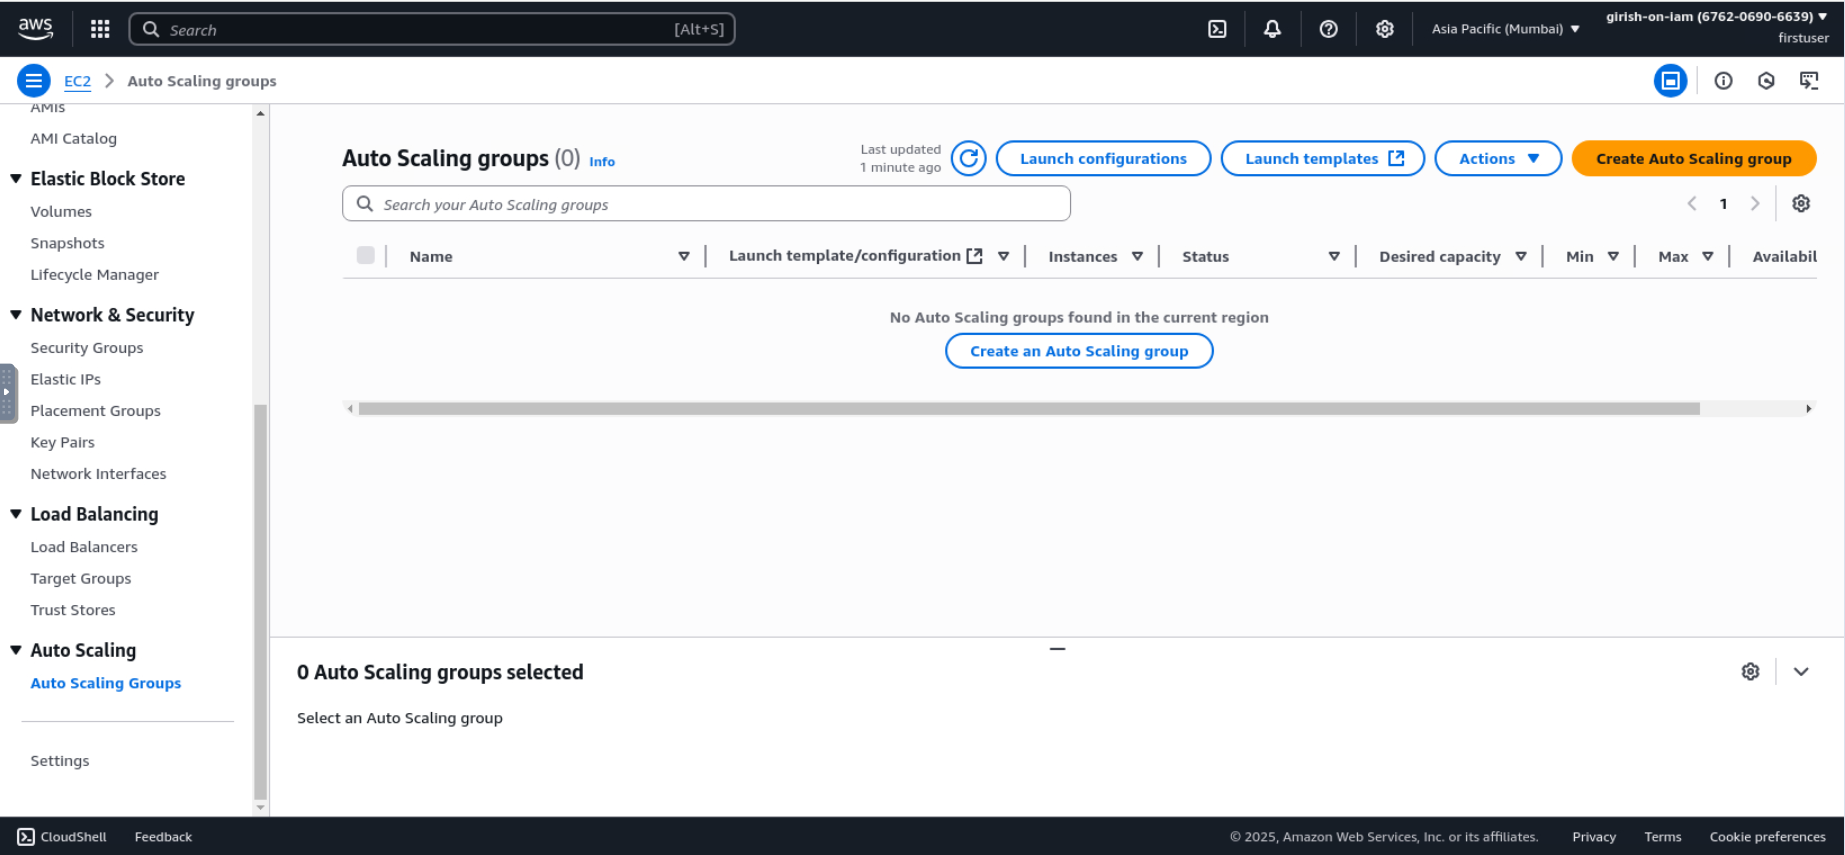 aws
Search
[Alt+S]
Asia Pacific (Mumbai)
girish-on-iam (6762-0690-6639)
firstuser
EC2
Auto Scaling groups
AMIs
AMI Catalog
Elastic Block Store
Volumes
Snapshots
Lifecycle Manager
Network & Security
Security Groups
Elastic IPs
Placement Groups
Key Pairs
Network Interfaces
Load Balancing
Load Balancers
Target Groups
Trust Stores
Auto Scaling
Auto Scaling Groups
Settings
Auto Scaling groups (0) Info
Last updated
1 minute ago
Launch configurations
Launch templates
Actions
Create Auto Scaling group
Search your Auto Scaling groups
1
Name
Launch template/configuration
Instances
Status
Desired capacity
Min
Max
Availabil
No Auto Scaling groups found in the current region
Create an Auto Scaling group
0 Auto Scaling groups selected
Select an Auto Scaling group
CloudShell
Feedback
© 2025, Amazon Web Services, Inc. or its affiliates.
Privacy
Terms
Cookie preferences